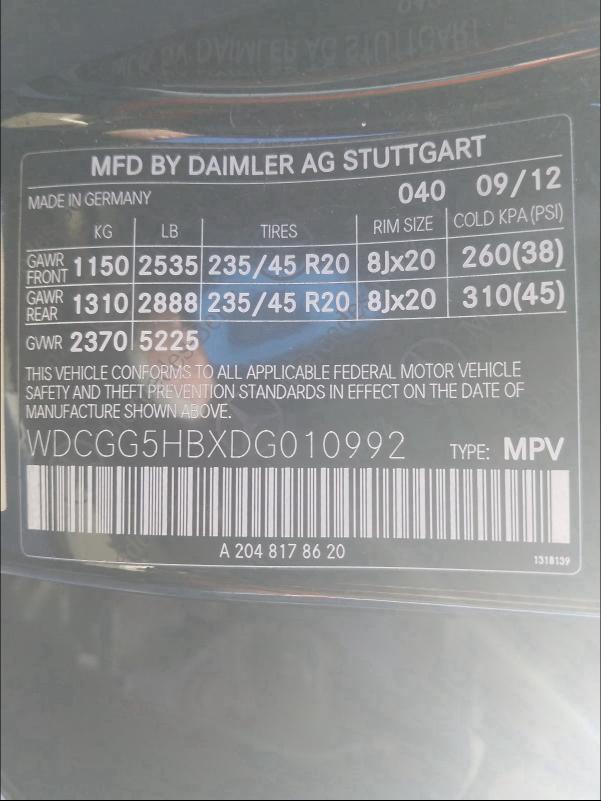 MFD BY DAIMLER AG STUTTGART
MADE IN GERMANY 040 09/12
KG LB TIRES RIM SIZE COLD KPA(PSI)
GAWR FRONT 1150 2535 235/45 R20 8Jx20 260(38)
GAWR REAR 1310 2888 235/45 R20 8Jx20 310(45)
GVWR 2370 5225
THIS VEHICLE CONFORMS TO ALL APPLICABLE FEDERAL MOTOR VEHICLE
SAFETY AND THEFT PREVENTION STANDARDS IN EFFECT ON THE DATE OF
MANUFACTURE SHOWN ABOVE.
WDCGG5HBXDG010992 TYPE: MPV
A 204 817 86 20
1318139